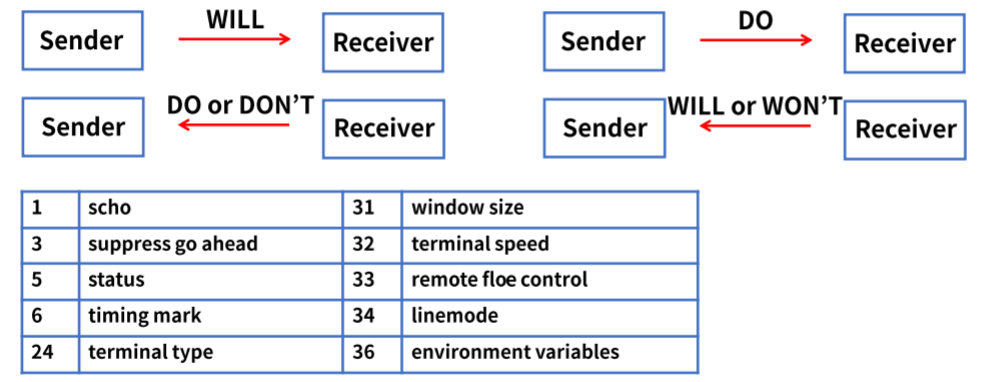 WILL
Sender Receiver
DO
Sender Receiver
DO or DON'T
Sender Receiver
WILL or WON'T
Sender Receiver
1 scho 31 window size
3 suppress go ahead 32 terminal speed
5 status 33 remote floe control
6 timing mark 34 linemode
24 terminal type 36 environment variables